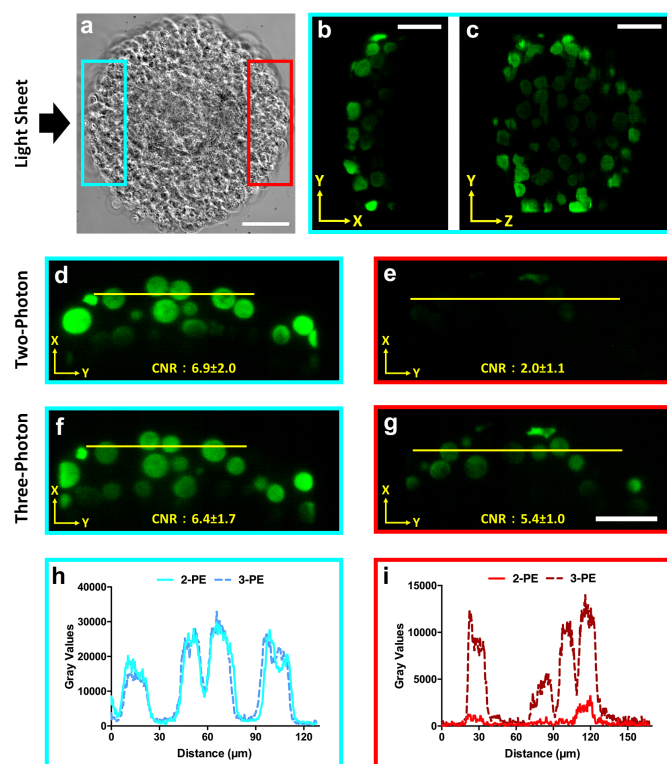 a
b
c
Light Sheet
Y
X
Y
Z
d
e
Two-Photon
X
Y
CNR : 6.9±2.0
X
Y
CNR : 2.0±1.1
f
g
Three-Photon
X
Y
CNR : 6.4±1.7
X
Y
CNR : 5.4±1.0
h
2-PE 3-PE
Gray Values
40000
30000
20000
10000
0
0 30 60 90 120
Distance (µm)
i
2-PE 3-PE
Gray Values
15000
10000
5000
0
0 30 60 90 120 150
Distance (µm)